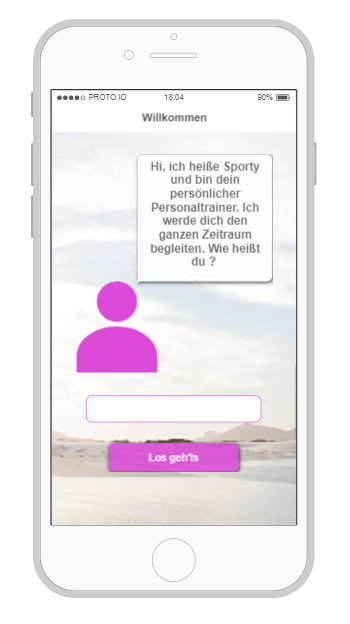 PROTO.IO 18:04 90%
Willkommen
Hi, ich heiße Sporty
und bin dein
persönlicher
Personaltrainer. Ich
werde dich den
ganzen Zeitraum
begleiten. Wie heißt
du ?
Los geh'ts